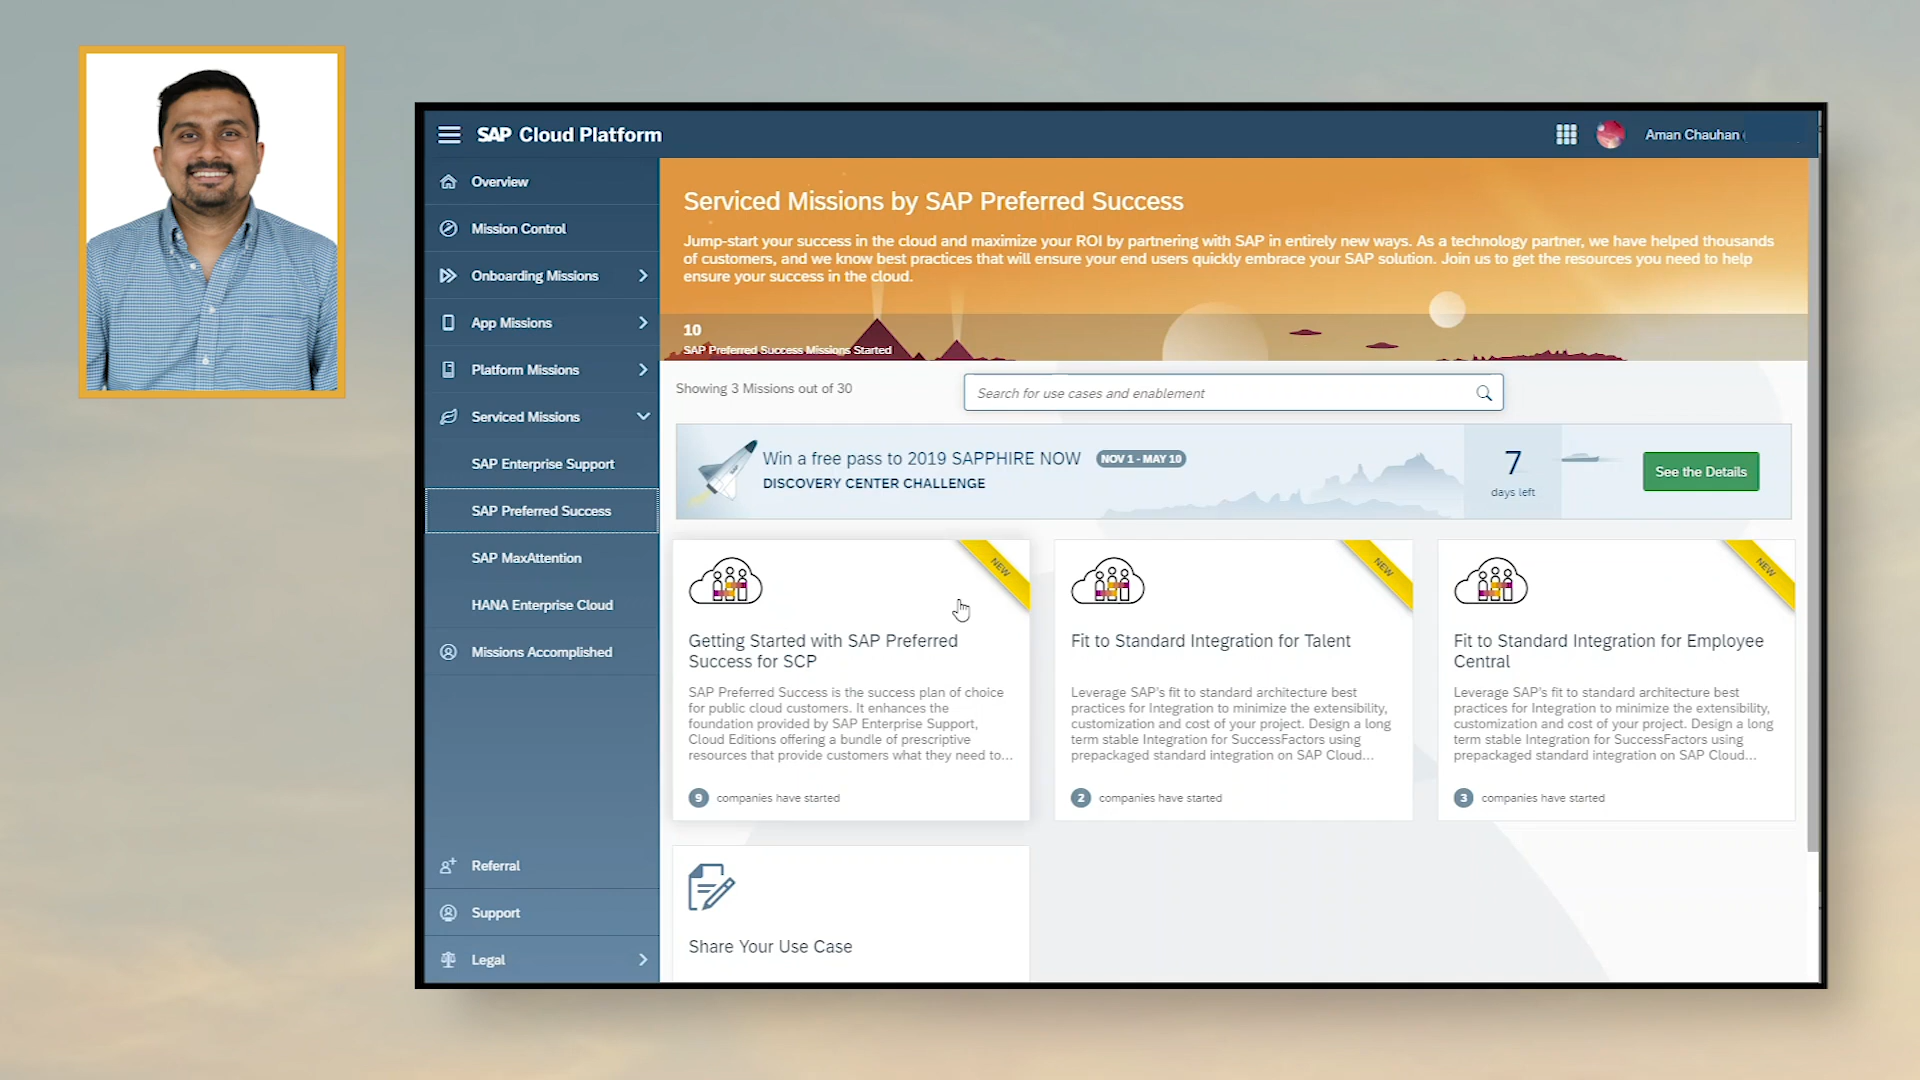 SAP Cloud Platform
Aman Chauhan
Overview
Mission Control
Onboarding Missions
App Missions
Platform Missions
Serviced Missions
SAP Enterprise Support
SAP Preferred Success
SAP MaxAttention
HANA Enterprise Cloud
Missions Accomplished
Referral
Support
Legal
Serviced Missions by SAP Preferred Success
Jump-start your success in the cloud and maximize your ROI by partnering with SAP in entirely new ways. As a technology partner, we have helped thousands
of customers, and we know best practices that will ensure your end users quickly embrace your SAP solution. Join us to get the resources you need to help
ensure your success in the cloud.
10
SAP Preferred Success Missions Started
Showing 3 Missions out of 30
Search for use cases and enablement
Win a free pass to 2019 SAPPHIRE NOW NOV 1 - MAY 10
DISCOVERY CENTER CHALLENGE
7
days left
See the Details
NEW
Getting Started with SAP Preferred
Success for SCP
SAP Preferred Success is the success plan of choice
for public cloud customers. It enhances the
foundation provided by SAP Enterprise Support,
Cloud Editions offering a bundle of prescriptive
resources that provide customers what they need to...
9 companies have started
NEW
Fit to Standard Integration for Talent
Leverage SAP's fit to standard architecture best
practices for Integration to minimize the extensibility,
customization and cost of your project. Design a long
term stable Integration for SuccessFactors using
prepackaged standard integration on SAP Cloud...
2 companies have started
NEW
Fit to Standard Integration for Employee
Central
Leverage SAP's fit to standard architecture best
practices for Integration to minimize the extensibility,
customization and cost of your project. Design a long
term stable Integration for SuccessFactors using
prepackaged standard integration on SAP Cloud...
3 companies have started
Share Your Use Case